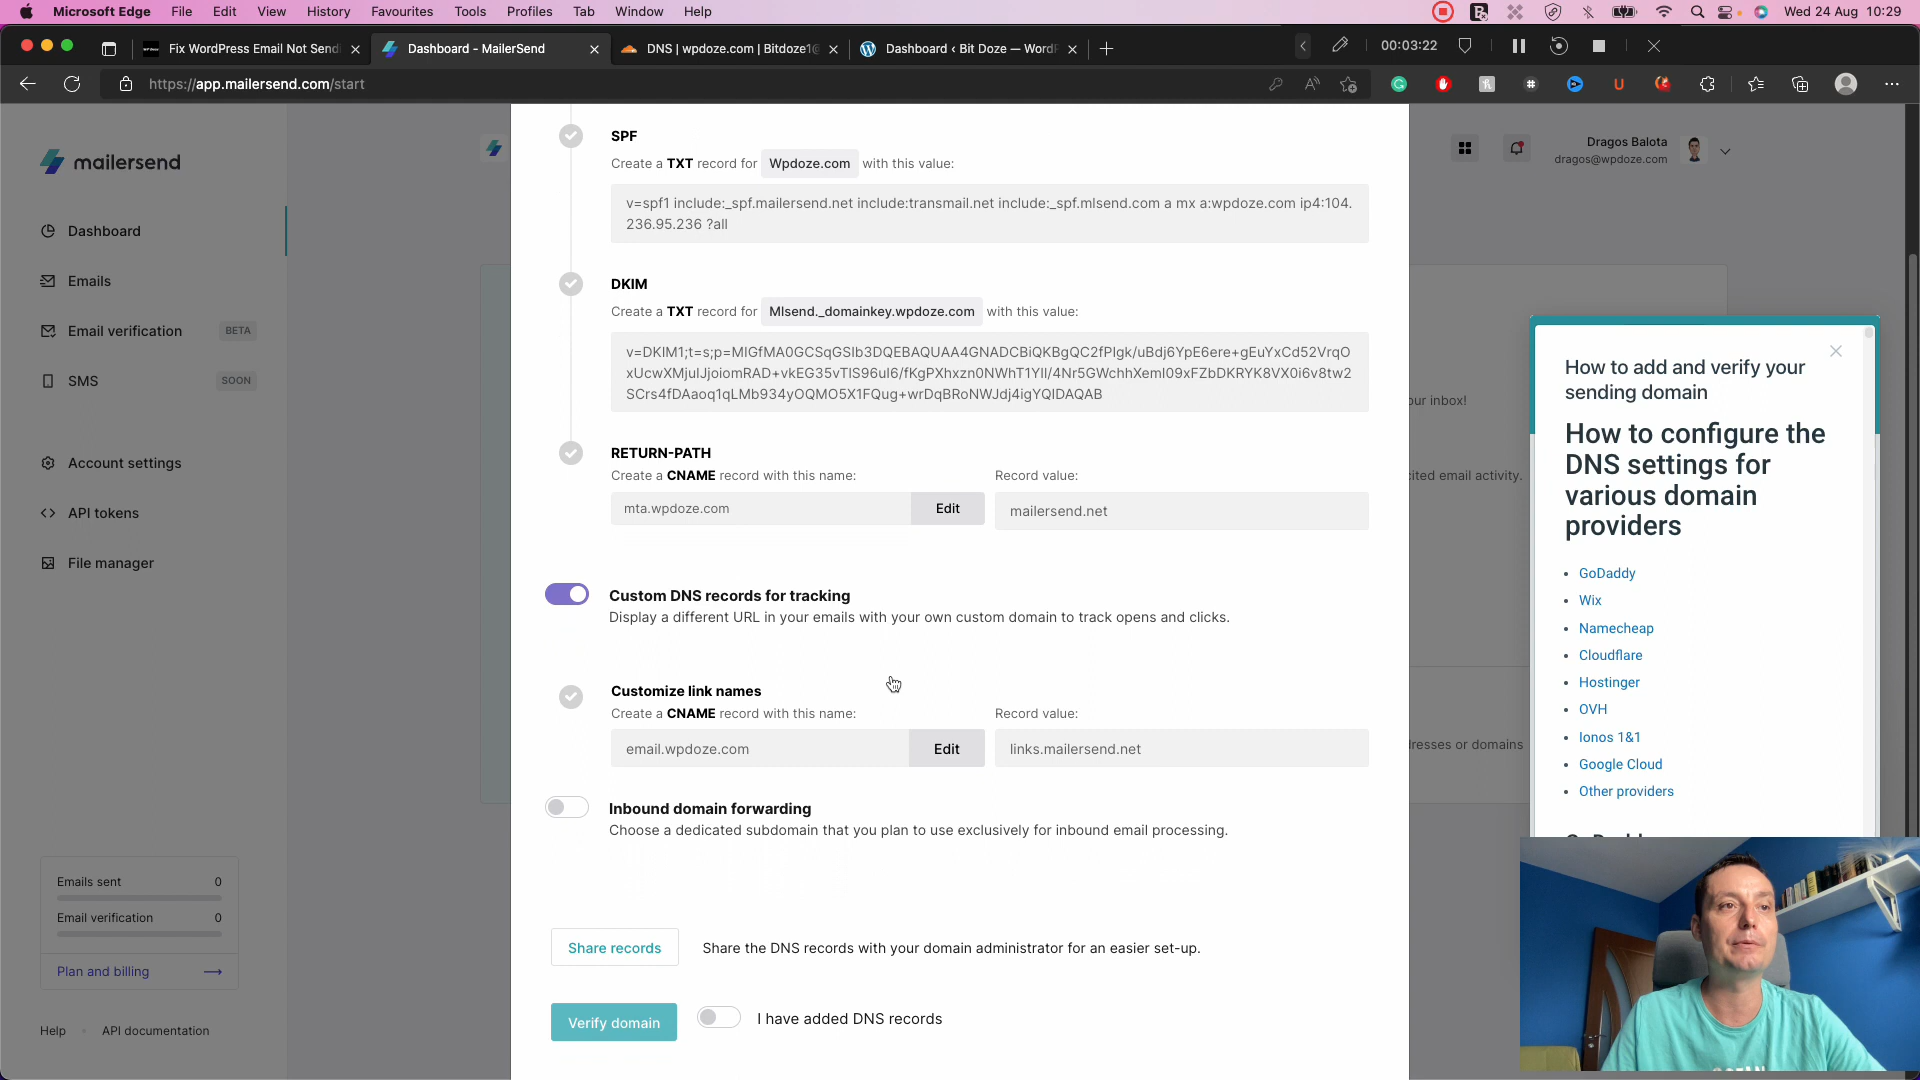 Microsoft Edge File Edit View History Favourites Tools Profiles Tab Window Help Wed 24 Aug 10:29
Fix WordPress Email Not Sendi Dashboard - MailerSend DNS | wpdoze.com | Bitdoze1@ Dashboard ‹ Bit Doze — WordP 00:03:22
https://app.mailersend.com/start
mailersend
Dashboard
Emails
Email verification BETA
SMS SOON
Account settings
API tokens
File manager
Emails sent 0
Email verification 0
Plan and billing
Help API documentation
SPF
Create a TXT record for Wpdoze.com with this value:
v=spf1 include:_spf.mailersend.net include:transmail.net include:_spf.mlsend.com a mx a:wpdoze.com ip4:104.
236.95.236 ?all
DKIM
Create a TXT record for Mlsend._domainkey.wpdoze.com with this value:
v=DKIM1;t=s;p=MIGfMA0GCSqGSIb3DQEBAQUAA4GNADCBiQKBgQC2fPIgk/uBdj6YpE6ere+gEuYxCd52VrqO
xUcwXMjuIJjoiomRAD+vkEG35vTIS96uI6/fKgPXhxzn0NWhT1YlI/4Nr5GWchhXemI09xFZbDKRYK8VX0i6v8tw2
SCrs4fDAaoq1qLMb934yOQMO5X1FQug+wrDqBRoNWJdj4igYQIDAQAB
RETURN-PATH
Create a CNAME record with this name: Record value:
mta.wpdoze.com Edit mailersend.net
Custom DNS records for tracking
Display a different URL in your emails with your own custom domain to track opens and clicks.
Customize link names
Create a CNAME record with this name: Record value:
email.wpdoze.com Edit links.mailersend.net
Inbound domain forwarding
Choose a dedicated subdomain that you plan to use exclusively for inbound email processing.
Share records Share the DNS records with your domain administrator for an easier set-up.
Verify domain I have added DNS records
Dragos Balota
dragos@wpdoze.com
our inbox!
cited email activity.
dresses or domains
How to add and verify your
sending domain
How to configure the
DNS settings for
various domain
providers
GoDaddy
Wix
Namecheap
Cloudflare
Hostinger
OVH
Ionos 1&1
Google Cloud
Other providers